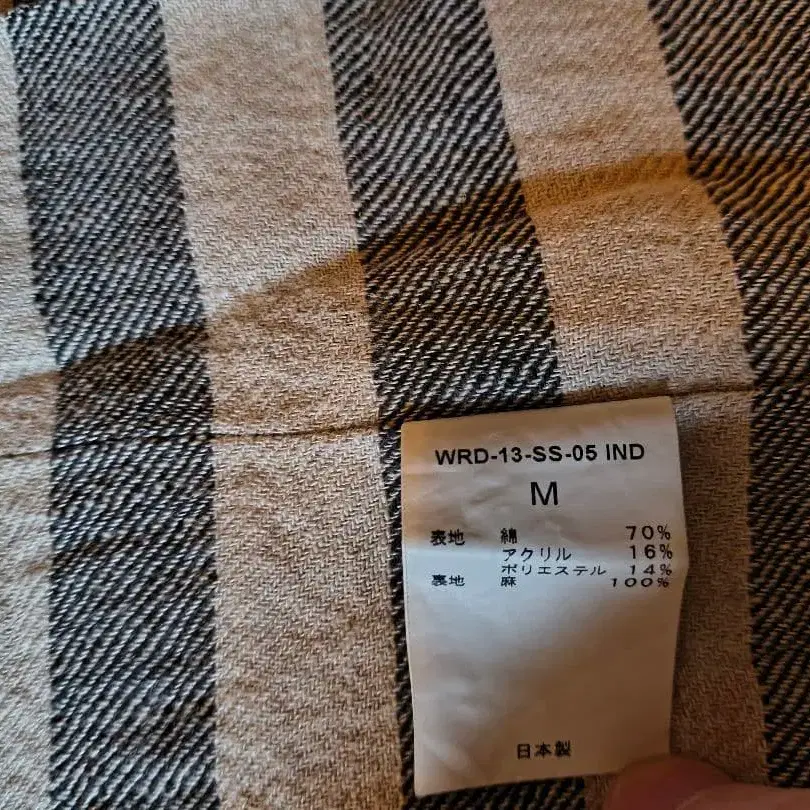 WRD-13-SS-05 IND
M
表地 綿 70%
アクリル 16%
ポリエステル 14%
裏地 麻 100%
日本製